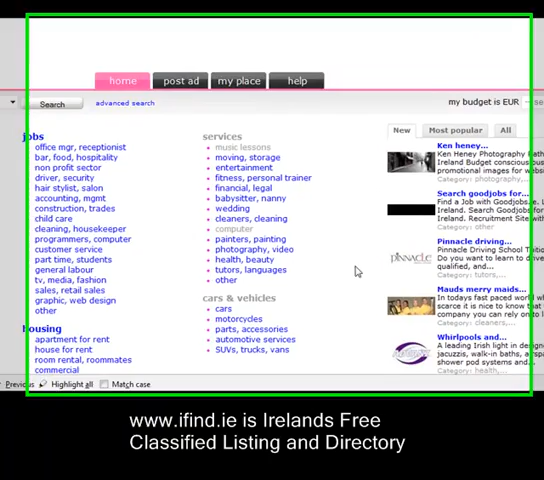 home
post ad
my place
help
Search
advanced search
my budget is EUR
jobs
office mgr, receptionist
bar, food, hospitality
non profit sector
driver, security
hair stylist, salon
accounting, mgmt
construction, trades
child care
cleaning, housekeeper
programmers, computer
customer service
part time, students
general labour
tv, media, fashion
sales, retail sales
graphic, web design
other
housing
apartment for rent
house for rent
room rental, roommates
commercial
services
music lessons
moving, storage
entertainment
fitness, personal trainer
financial, legal
babysitter, nanny
wedding
cleaners, cleaning
computer
painters, painting
photography, video
health, beauty
tutors, languages
other
cars & vehicles
cars
motorcycles
parts, accessories
automotive services
SUVs, trucks, vans
New
Most popular
All
Ken heney...
Ken Heney Photography
Ireland Budget conscious
promotional images for web
Category: photography,...
Search goodjobs for...
Find a Job with GoodJobs.ie.
Ireland. Search GoodJobs
Ireland. Recruitment Site with
Category: other
Pinnacle driving...
PINNACLE
Pinnacle Driving School Tuition
Do you want to learn to drive
qualified, and...
Category: tutors,...
Mauds merry maids...
In todays fast paced world
scarce it is nice to know that
company you can rely on to
Category: cleaners,...
Whirlpools and...
A leading Irish light in
jacuzzis, walk-in baths,
shower pod systems and...
Category: health,...
Previous
Highlight all
Match case
www.ifind.ie is Irelands Free
Classified Listing and Directory